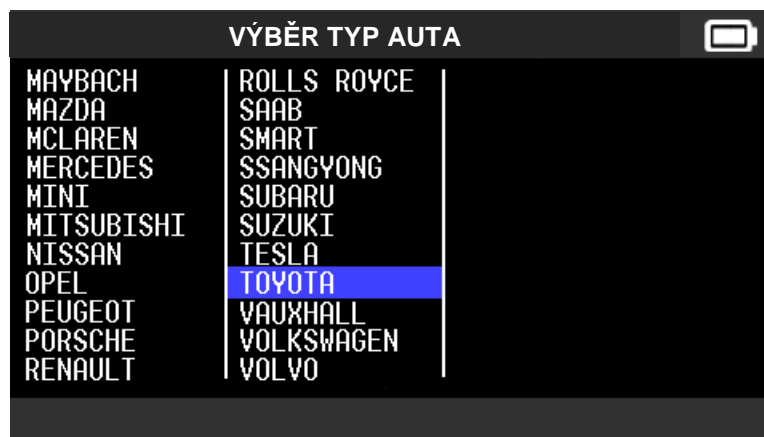 VÝBĚR TYP AUTA
MAYBACH
MAZDA
MCLAREN
MERCEDES
MINI
MITSUBISHI
NISSAN
OPEL
PEUGEOT
PORSCHE
RENAULT
ROLLS ROYCE
SAAB
SMART
SSANGYONG
SUBARU
SUZUKI
TESLA
TOYOTA
VAUXHALL
VOLKSWAGEN
VOLVO